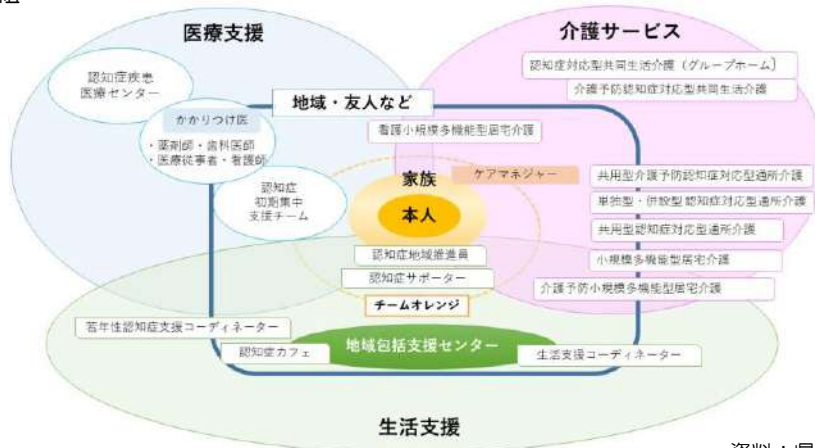 医療支援
介護サービス
認知症疾患
医療センター
認知症対応型共同生活介護（グループホーム）
介護予防認知症対応型共同生活介護
地域・友人など
かかりつけ医
・薬剤師・歯科医師
・医療従事者・看護師
看護小規模多機能型居宅介護
家族
ケアマネジャー
本人
認知症
初期集中
支援チーム
共用型介護予防認知症対応型通所介護
単独型・併設型認知症対応型通所介護
共用型認知症対応型通所介護
小規模多機能型居宅介護
介護予防小規模多機能型居宅介護
認知症地域推進員
認知症サポーター
チームオレンジ
若年性認知症支援コーディネーター
認知症カフェ
地域包括支援センター
生活支援コーディネーター
生活支援